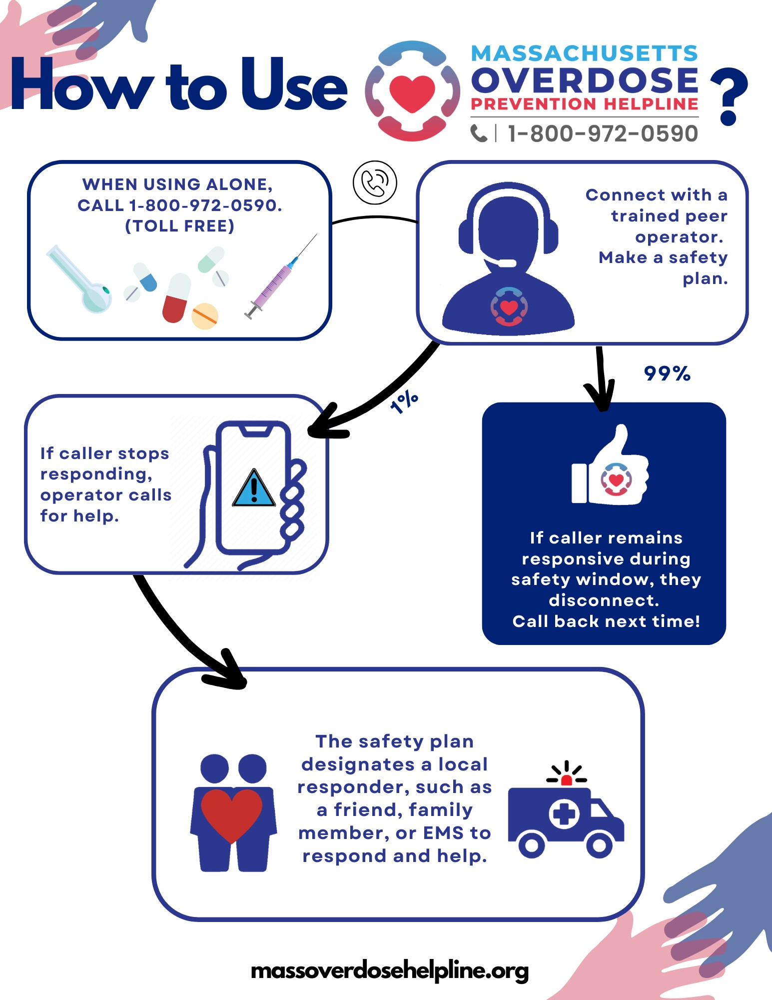 How to Use
MASSACHUSETTS
OVERDOSE
PREVENTION HELPLINE
1-800-972-0590
?
WHEN USING ALONE,
CALL 1-800-972-0590.
(TOLL FREE)
Connect with a
trained peer
operator.
Make a safety
plan.
1%
99%
If caller stops
responding,
operator calls
for help.
If caller remains
responsive during
safety window, they
disconnect.
Call back next time!
The safety plan
designates a local
responder, such as
a friend, family
member, or EMS to
respond and help.
massoverdosehelpline.org